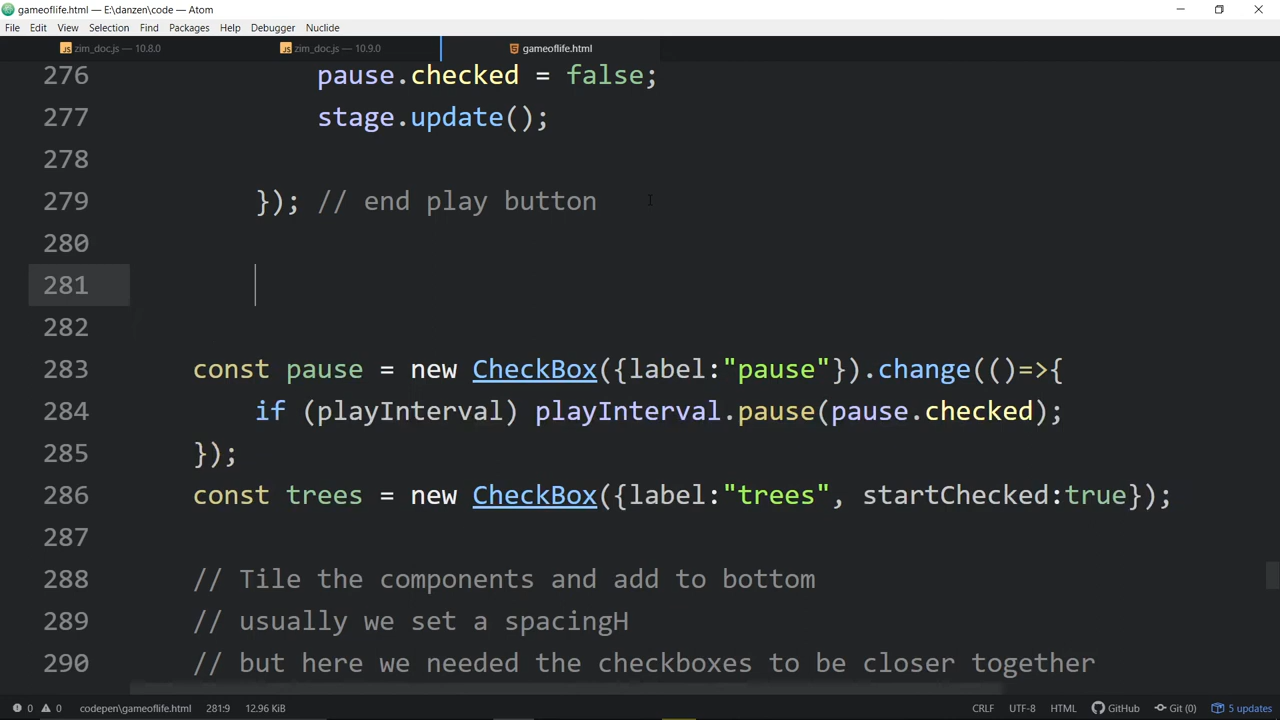 gameoflife.html — E:\danzen\code — Atom
File Edit View Selection Find Packages Help Debugger Nuclide
zim_doc.js — 10.8.0 zim_doc.js — 10.9.0 gameoflife.html
276 pause.checked = false;
277 stage.update();
278
279 }); // end play button
280
281
282
283 const pause = new CheckBox({label:"pause"}).change(()=>{
284 if (playInterval) playInterval.pause(pause.checked);
285 });
286 const trees = new CheckBox({label:"trees", startChecked:true});
287
288 // Tile the components and add to bottom
289 // usually we set a spacingH
290 // but here we needed the checkboxes to be closer together
0 0 codepen\gameoflife.html 281:9 12.96 KiB CRLF UTF-8 HTML GitHub Git (0) 5 updates